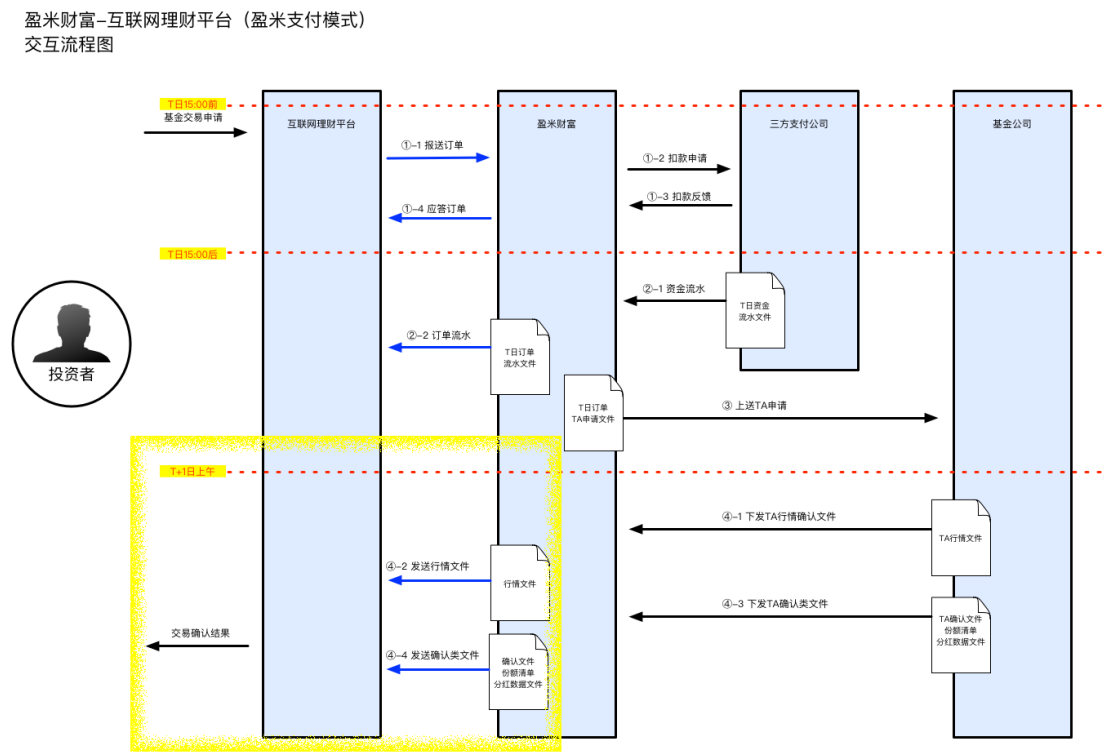 盈米财富-互联网理财平台（盈米支付模式）
交互流程图
T日15:00前
基金交易申请
互联网理财平台
盈米财富
三方支付公司
基金公司
①-1 报送订单
①-2 扣款申请
①-3 扣款反馈
①-4 应答订单
T日15:00后
②-1 资金流水
T日资金
流水文件
②-2 订单流水
T日订单
流水文件
投资者
T日订单
TA申请文件
③ 上送TA申请
T+1日上午
④-1 下发TA行情确认文件
TA行情文件
④-2 发送行情文件
行情文件
④-3 下发TA确认类文件
TA确认文件
份额清单
分红数据文件
交易确认结果
④-4 发送确认类文件
确认文件
份额清单
分红数据文件